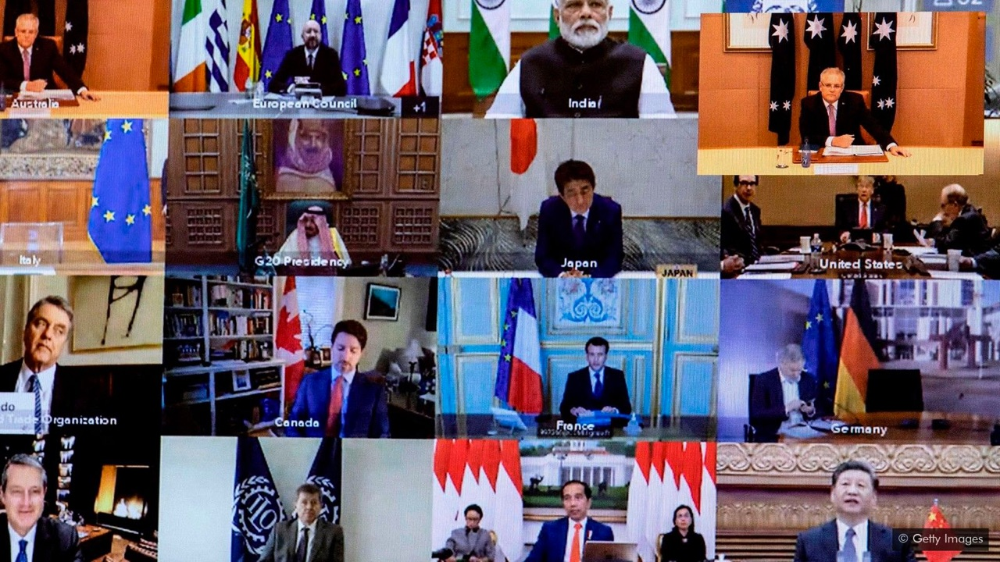 Australia
European Council
+1
India
Italy
G20 Presidency
Japan
JAPAN
United States
do
d Trade Organization
Canada
France
Germany
ILO
© Getty Images